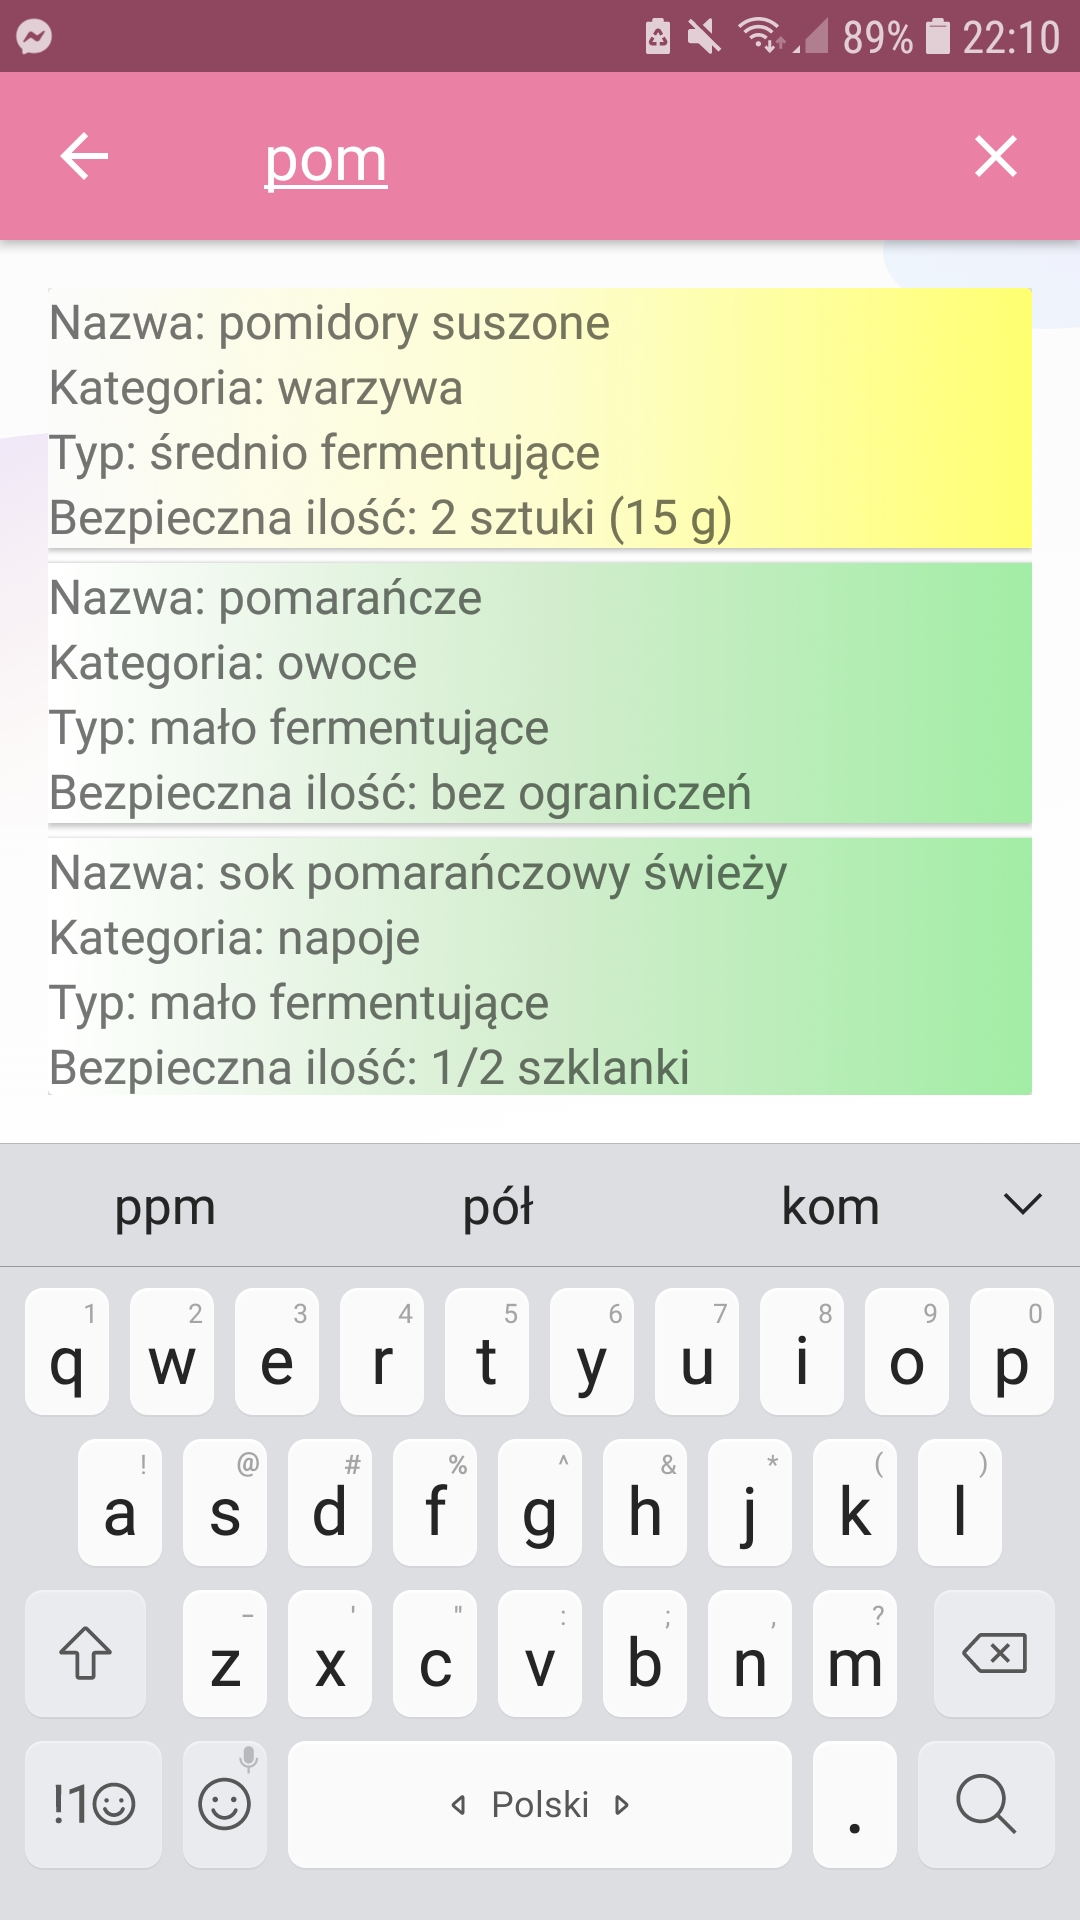 89% 22:10
pom
Nazwa: pomidory suszone
Kategoria: warzywa
Typ: średnio fermentujące
Bezpieczna ilość: 2 sztuki (15 g)
Nazwa: pomarańcze
Kategoria: owoce
Typ: mało fermentujące
Bezpieczna ilość: bez ograniczeń
Nazwa: sok pomarańczowy świeży
Kategoria: napoje
Typ: mało fermentujące
Bezpieczna ilość: 1/2 szklanki
ppm pół kom
1 2 3 4 5 6 7 8 9 0
q w e r t y u i o p
! @ # % ^ & * ( )
a s d f g h j k l
- ' " : ; , ?
z x c v b n m
!1☺ Polski .